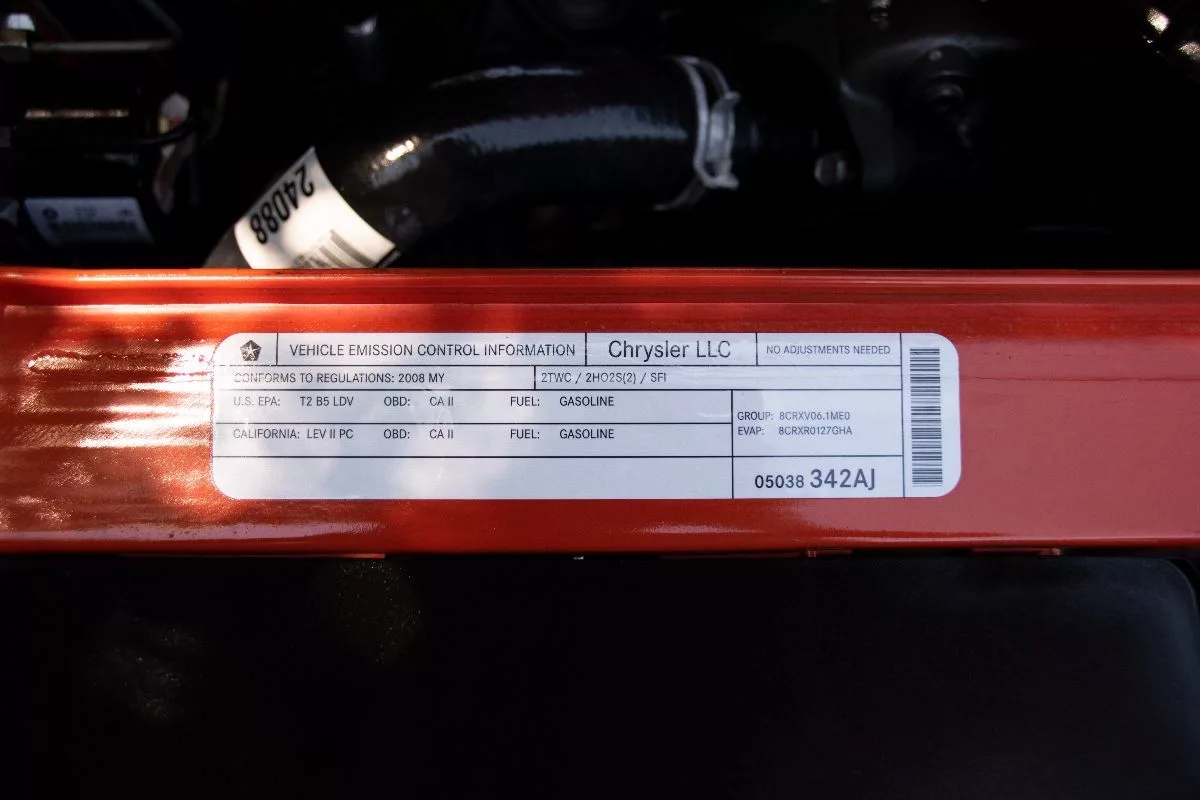 24088
VEHICLE EMISSION CONTROL INFORMATION Chrysler LLC NO ADJUSTMENTS NEEDED
CONFORMS TO REGULATIONS: 2008 MY 2TWC / 2HO2S(2) / SFI
U.S. EPA: T2 B5 LDV OBD: CA II FUEL: GASOLINE
GROUP: 8CRXV06.1ME0
EVAP: 8CRXR0127GHA
CALIFORNIA: LEV II PC OBD: CA II FUEL: GASOLINE
05038 342AJ